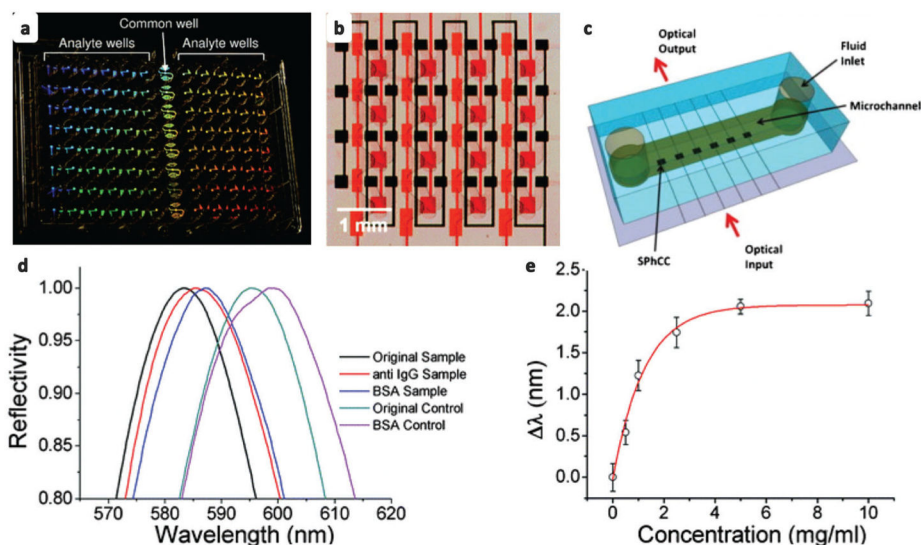 a
Common well
Analyte wells
Analyte wells
b
1 mm
c
Optical
Output
Fluid
Inlet
Microchannel
SPhCC
Optical
Input
d
1.00
0.95
0.90
0.85
0.80
Reflectivity
Original Sample
anti IgG Sample
BSA Sample
Original Control
BSA Control
570 580 590 600 610 620
Wavelength (nm)
e
2.5
2.0
1.5
1.0
0.5
0.0
Δλ (nm)
0 2 4 6 8 10
Concentration (mg/ml)